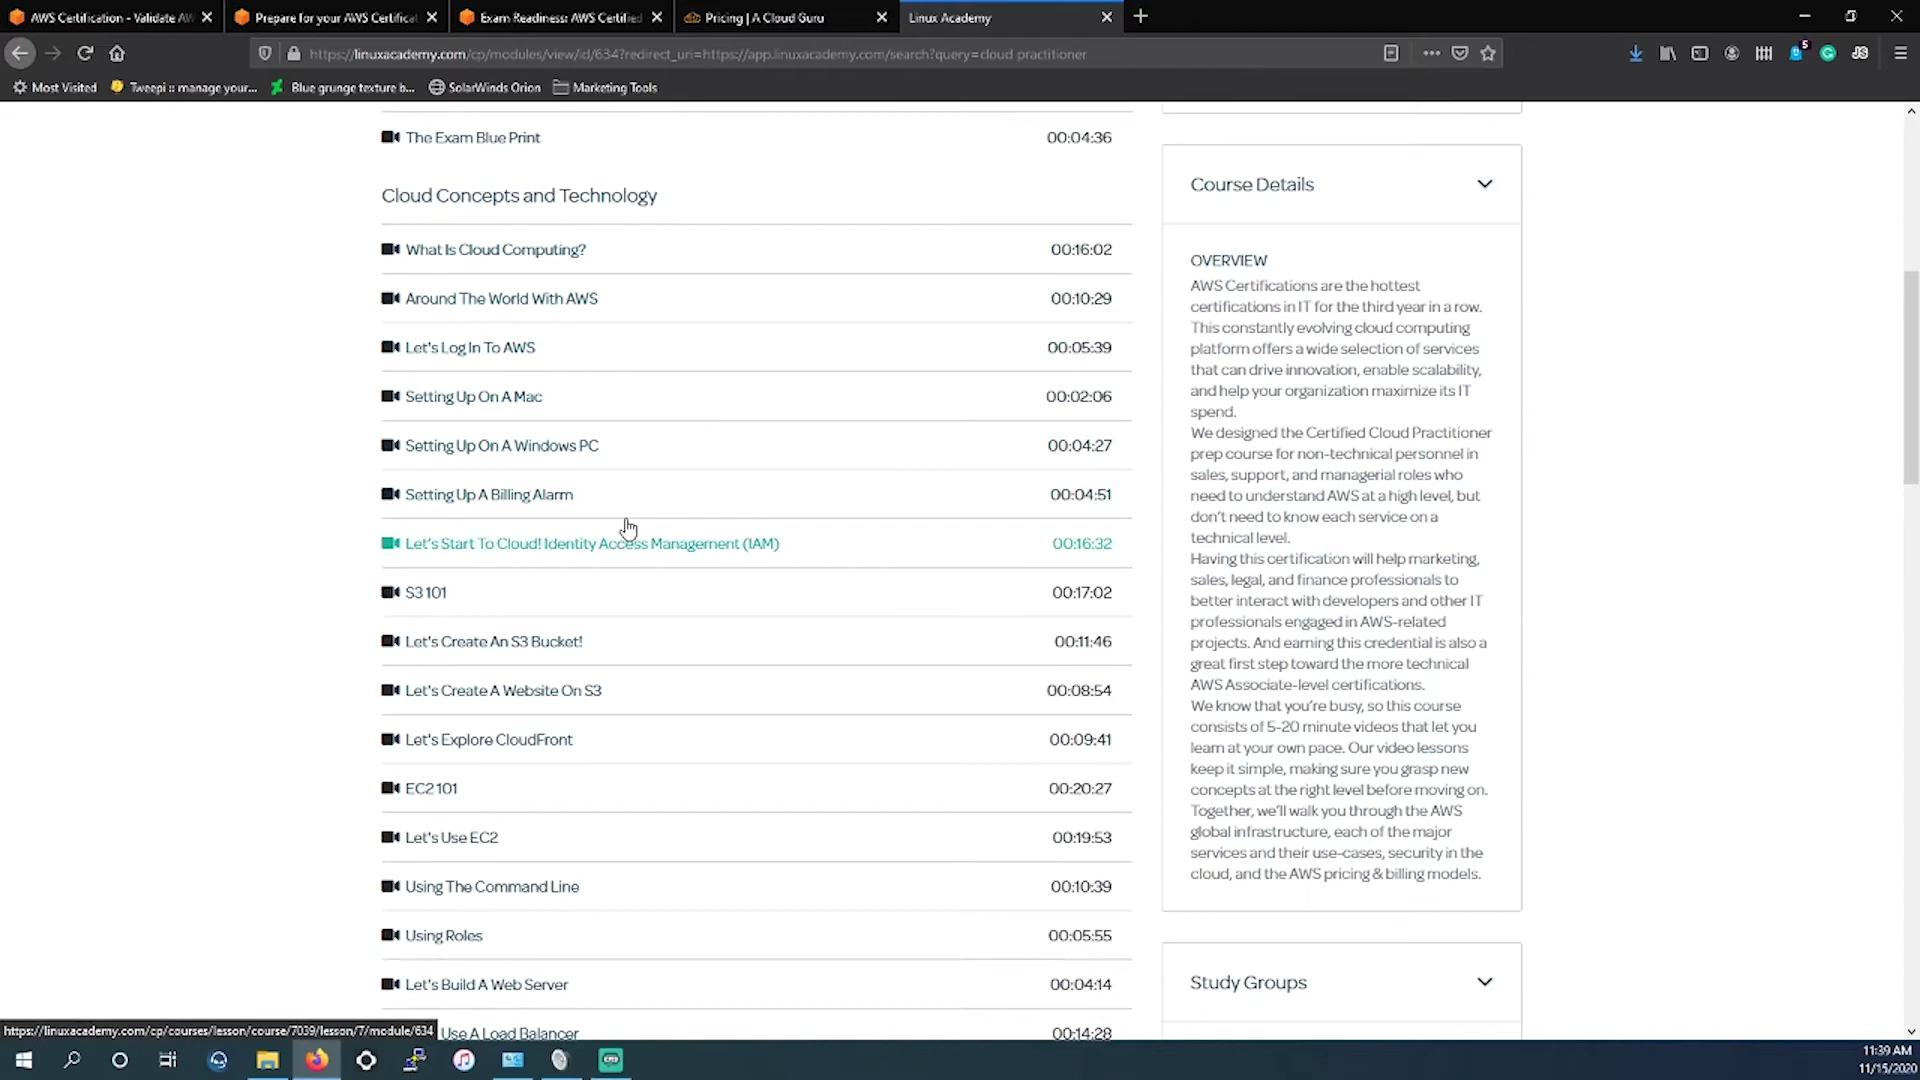 AWS Certification - Validate AW
Prepare for your AWS Certificat
Exam Readiness: AWS Certified
Pricing | A Cloud Guru
Linux Academy
https://linuxacademy.com/cp/modules/view/id/634?redirect_uri=https://app.linuxacademy.com/search?query=cloud practitioner
5
Most Visited
Tweepi :: manage your...
Blue grunge texture b...
SolarWinds Orion
Marketing Tools
The Exam Blue Print 00:04:36
Cloud Concepts and Technology
What Is Cloud Computing? 00:16:02
Around The World With AWS 00:10:29
Let's Log In To AWS 00:05:39
Setting Up On A Mac 00:02:06
Setting Up On A Windows PC 00:04:27
Setting Up A Billing Alarm 00:04:51
Let's Start To Cloud! Identity Access Management (IAM) 00:16:32
S3 101 00:17:02
Let's Create An S3 Bucket! 00:11:46
Let's Create A Website On S3 00:08:54
Let's Explore CloudFront 00:09:41
EC2 101 00:20:27
Let's Use EC2 00:19:53
Using The Command Line 00:10:39
Using Roles 00:05:55
Let's Build A Web Server 00:04:14
Use A Load Balancer 00:14:28
Course Details
OVERVIEW
AWS Certifications are the hottest
certifications in IT for the third year in a row.
This constantly evolving cloud computing
platform offers a wide selection of services
that can drive innovation, enable scalability,
and help your organization maximize its IT
spend.
We designed the Certified Cloud Practitioner
prep course for non-technical personnel in
sales, support, and managerial roles who
need to understand AWS at a high level, but
don't need to know each service on a
technical level.
Having this certification will help marketing,
sales, legal, and finance professionals to
better interact with developers and other IT
professionals engaged in AWS-related
projects. And earning this credential is also a
great first step toward the more technical
AWS Associate-level certifications.
We know that you're busy, so this course
consists of 5-20 minute videos that let you
learn at your own pace. Our video lessons
keep it simple, making sure you grasp new
concepts at the right level before moving on.
Together, we'll walk you through the AWS
global infrastructure, each of the major
services and their use-cases, security in the
cloud, and the AWS pricing & billing models.
Study Groups
https://linuxacademy.com/cp/courses/lesson/course/7039/lesson/7/module/634
11:39 AM
11/15/2020